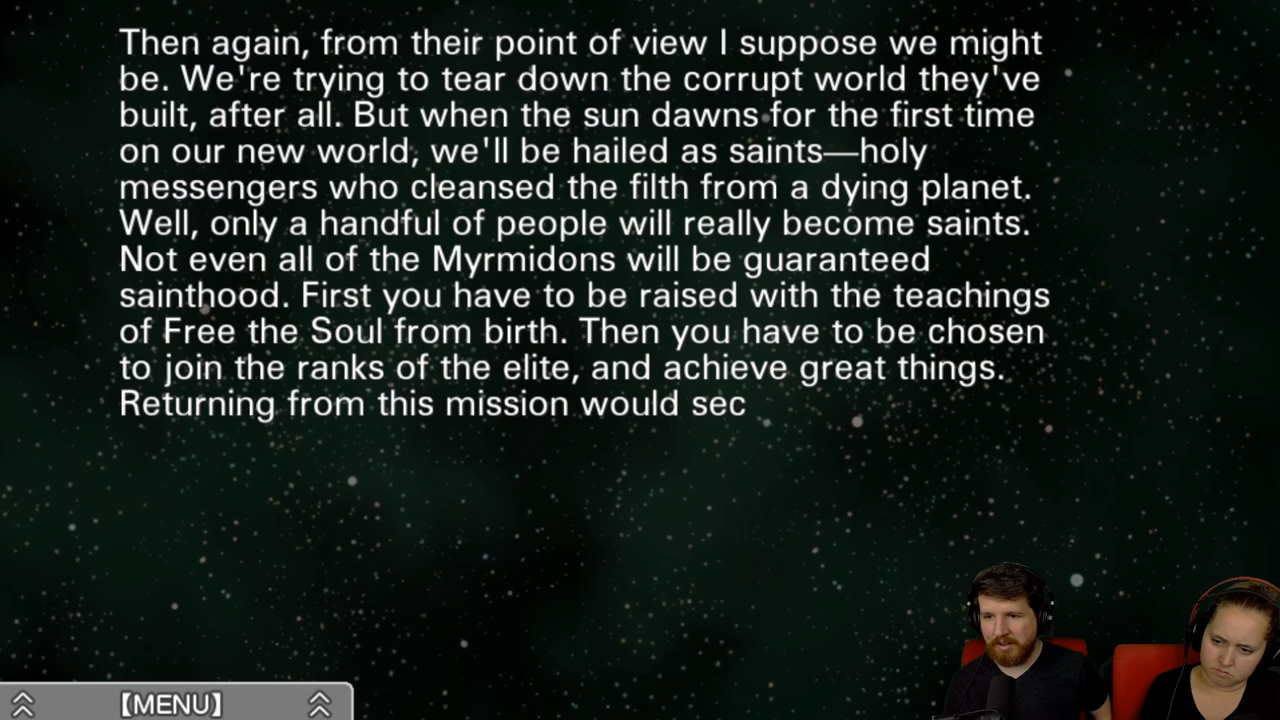 Then again, from their point of view I suppose we might
be. We're trying to tear down the corrupt world they've
built, after all. But when the sun dawns for the first time
on our new world, we'll be hailed as saints—holy
messengers who cleansed the filth from a dying planet.
Well, only a handful of people will really become saints.
Not even all of the Myrmidons will be guaranteed
sainthood. First you have to be raised with the teachings
of Free the Soul from birth. Then you have to be chosen
to join the ranks of the elite, and achieve great things.
Returning from this mission would sec
【MENU】